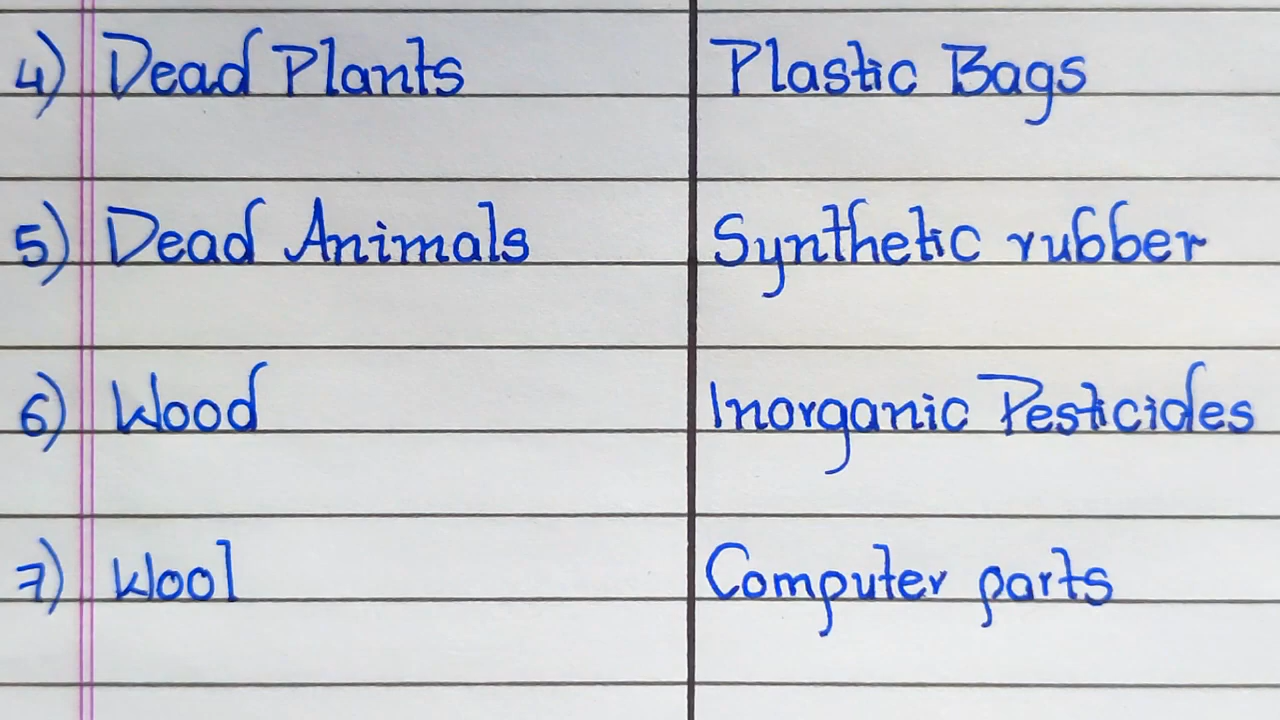 4) Dead Plants Plastic Bags
5) Dead Animals Synthetic rubber
6) Wood Inorganic Pesticides
7) Wool Computer parts